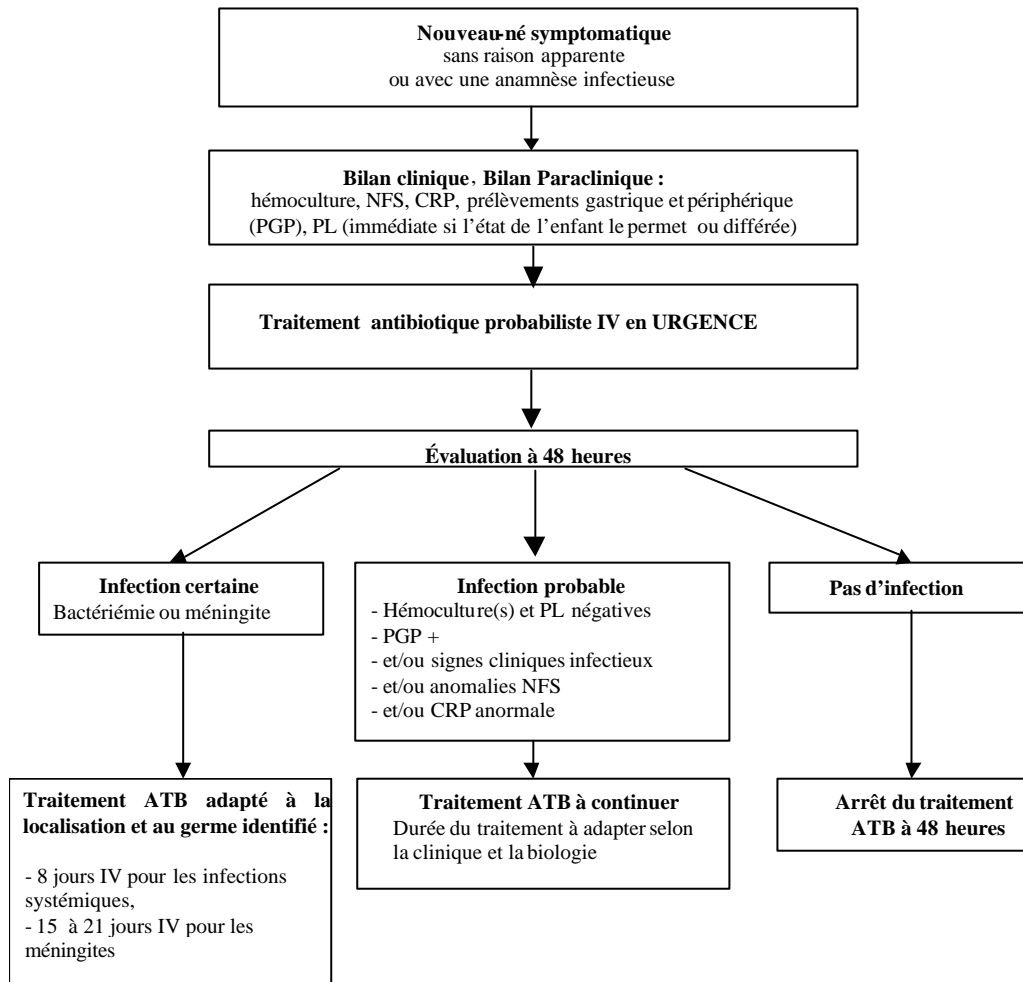 Nouveau-né symptomatique
sans raison apparente
ou avec une anamnèse infectieuse
Bilan clinique, Bilan Paraclinique :
hémoculture, NFS, CRP, prélèvements gastrique et périphérique
(PGP), PL (immédiate si l'état de l'enfant le permet ou différée)
Traitement antibiotique probabiliste IV en URGENCE
Évaluation à 48 heures
Infection certaine
Bactériémie ou méningite
Infection probable
- Hémoculture(s) et PL négatives
- PGP +
- et/ou signes cliniques infectieux
- et/ou anomalies NFS
- et/ou CRP anormale
Pas d'infection
Traitement ATB adapté à la
localisation et au germe identifié :
- 8 jours IV pour les infections
systémiques,
- 15 à 21 jours IV pour les
méningites
Traitement ATB à continuer
Durée du traitement à adapter selon
la clinique et la biologie
Arrêt du traitement
ATB à 48 heures